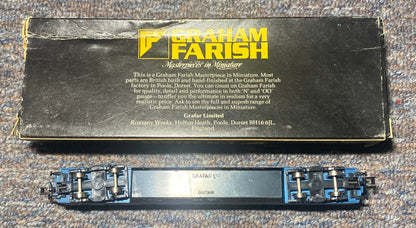 GRAHAM
FARISH
Masterpieces in Miniature
This is a Graham Farish Masterpiece in Miniature. Most
parts are British built and hand-finished at the Graham Farish
factory in Poole, Dorset. You can count on Graham Farish
for quality, detail and performance in both 'N' and 'OO'
gauge - to offer you the ultimate in realism for a very
realistic price. Ask to see the full and superb range of
Graham Farish Masterpieces in Miniature.
Grafar Limited
Romany Works, Holton Heath, Poole, Dorset BH16 6JL.
GRAFAR LTD
BRITAIN